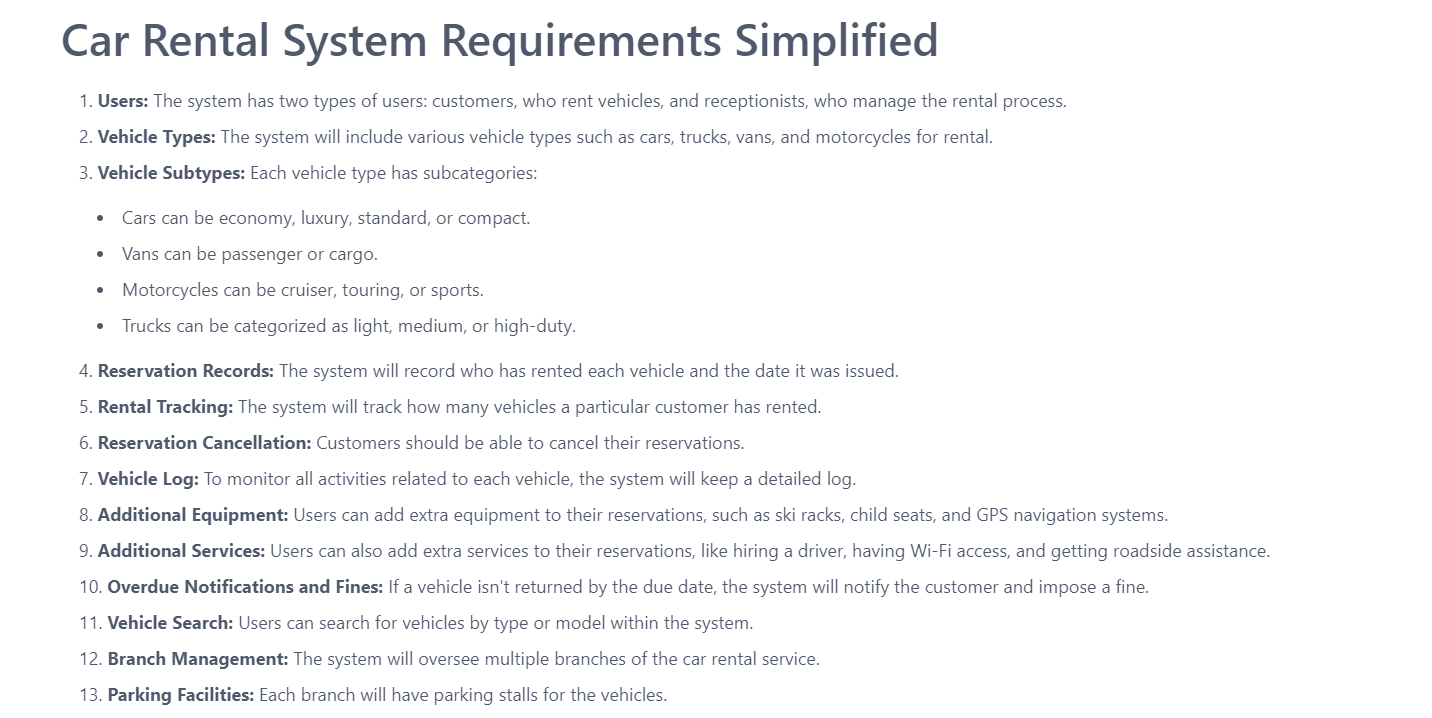 Car Rental System Requirements Simplified
1. Users: The system has two types of users: customers, who rent vehicles, and receptionists, who manage the rental process.
2. Vehicle Types: The system will include various vehicle types such as cars, trucks, vans, and motorcycles for rental.
3. Vehicle Subtypes: Each vehicle type has subcategories:
• Cars can be economy, luxury, standard, or compact.
• Vans can be passenger or cargo.
• Motorcycles can be cruiser, touring, or sports.
• Trucks can be categorized as light, medium, or high-duty.
4. Reservation Records: The system will record who has rented each vehicle and the date it was issued.
5. Rental Tracking: The system will track how many vehicles a particular customer has rented.
6. Reservation Cancellation: Customers should be able to cancel their reservations.
7. Vehicle Log: To monitor all activities related to each vehicle, the system will keep a detailed log.
8. Additional Equipment: Users can add extra equipment to their reservations, such as ski racks, child seats, and GPS navigation systems.
9. Additional Services: Users can also add extra services to their reservations, like hiring a driver, having Wi-Fi access, and getting roadside assistance.
10. Overdue Notifications and Fines: If a vehicle isn't returned by the due date, the system will notify the customer and impose a fine.
11. Vehicle Search: Users can search for vehicles by type or model within the system.
12. Branch Management: The system will oversee multiple branches of the car rental service.
13. Parking Facilities: Each branch will have parking stalls for the vehicles.